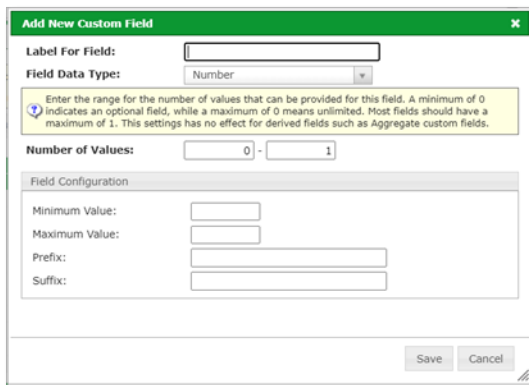 Add New Custom Field
Label For Field:
Field Data Type: Number
Enter the range for the number of values that can be provided for this field. A minimum of 0
indicates an optional field, while a maximum of 0 means unlimited. Most fields should have a
maximum of 1. This settings has no effect for derived fields such as Aggregate custom fields.
Number of Values: 0 - 1
Field Configuration
Minimum Value:
Maximum Value:
Prefix:
Suffix:
Save Cancel